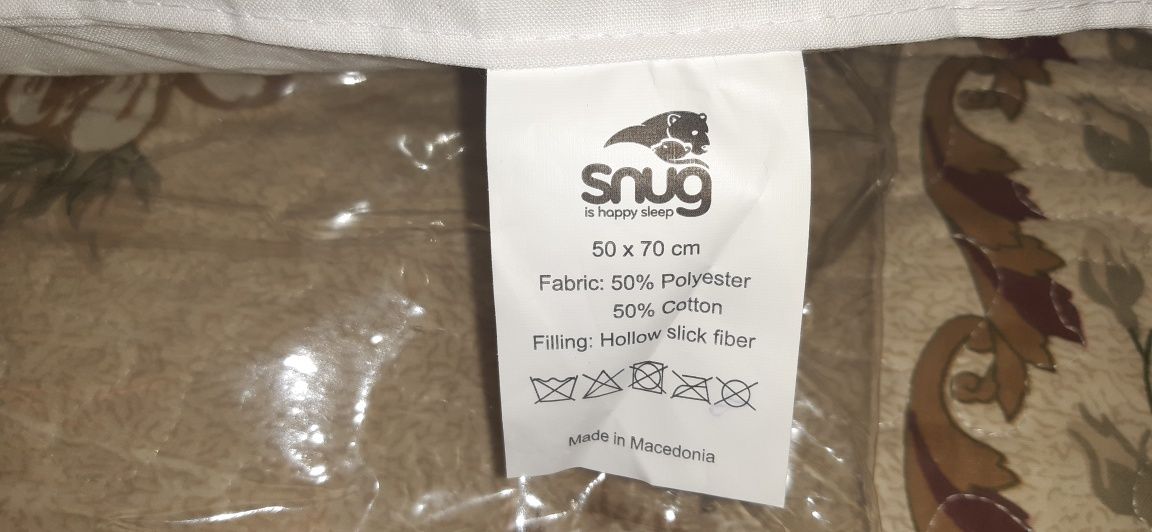 snug
is happy sleep
50 x 70 cm
Fabric: 50% Polyester
50% Cotton
Filling: Hollow slick fiber
Made in Macedonia